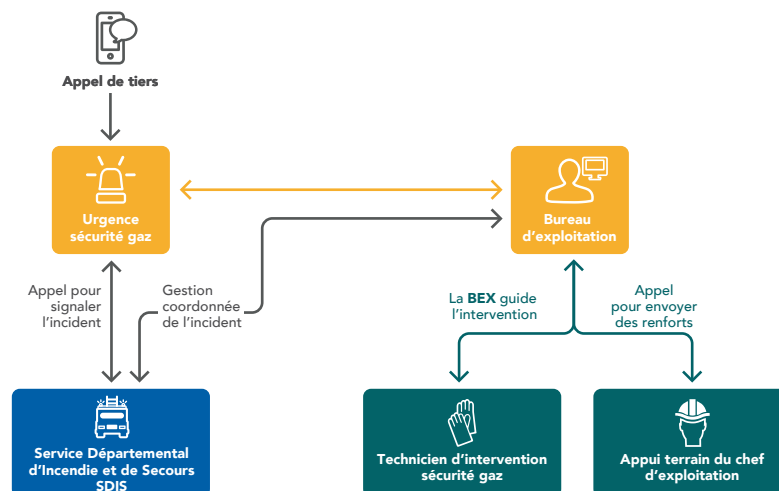 Appel de tiers
Urgence
sécurité gaz
Bureau
d'exploitation
Appel pour
signaler
l'incident
Gestion
coordonnée
de l'incident
La BEX guide
l'intervention
Appel
pour envoyer
des renforts
Service Départemental
d'Incendie et de Secours
SDIS
Technicien d'intervention
sécurité gaz
Appui terrain du chef
d'exploitation